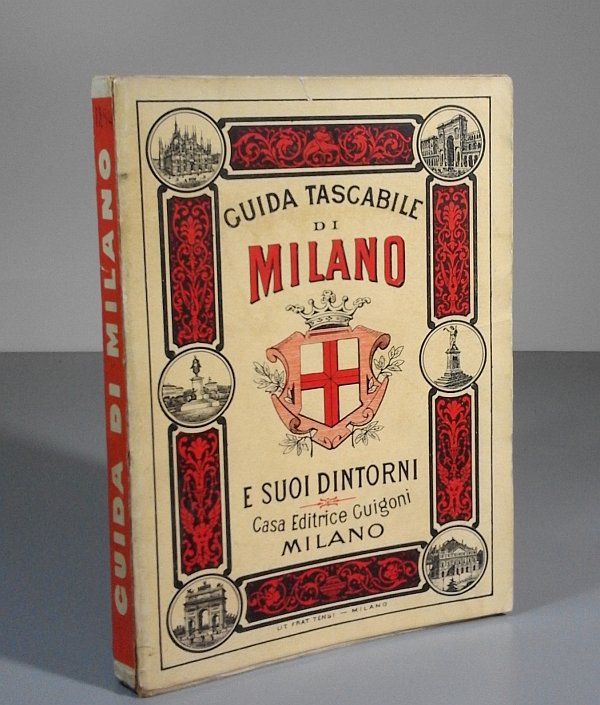 GUIDA TASCABILE
DI
MILANO
E SUOI DINTORNI
Casa Editrice Guigoni
MILANO
LIT. FRAT TENSI — MILANO
GUIDA DI MILANO